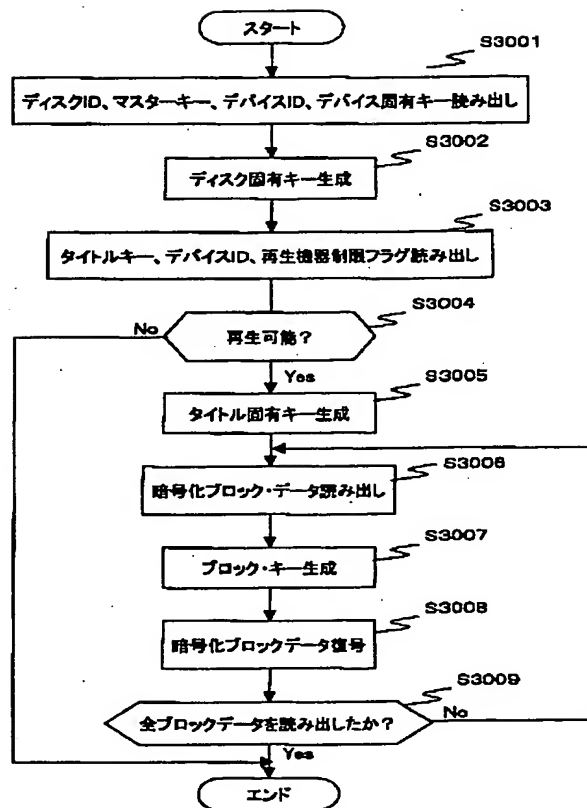 スタート
S3001
ディスクID、マスターキー、デバイスID、デバイス固有キー読み出し
S3002
ディスク固有キー生成
S3003
タイトルキー、デバイスID、再生機器制限フラグ読み出し
S3004
No
再生可能?
Yes
S3005
タイトル固有キー生成
S3006
暗号化ブロック・データ読み出し
S3007
ブロック・キー生成
S3008
暗号化ブロックデータ復号
S3009
全ブロックデータを読み出したか?
No
Yes
エンド